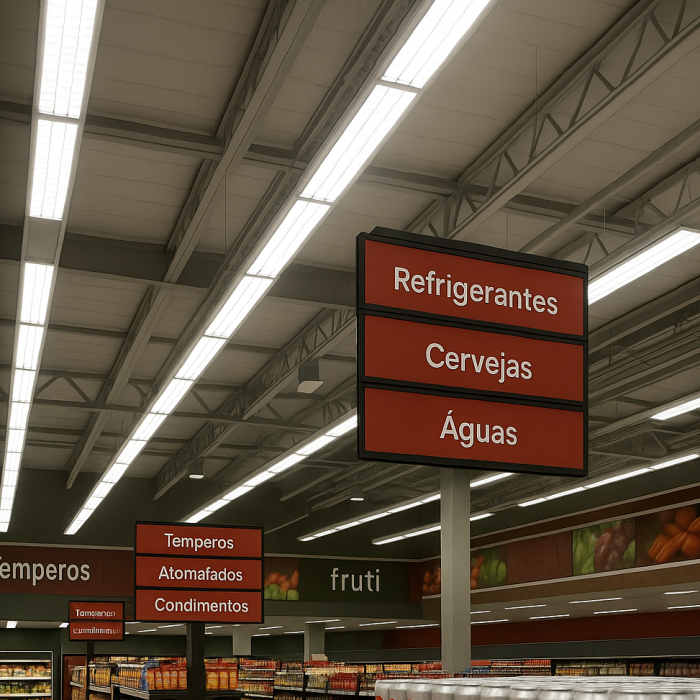 Refrigerantes
Cervejas
Águas
Temperos
Atomafados
Condimentos
emperos
fruti